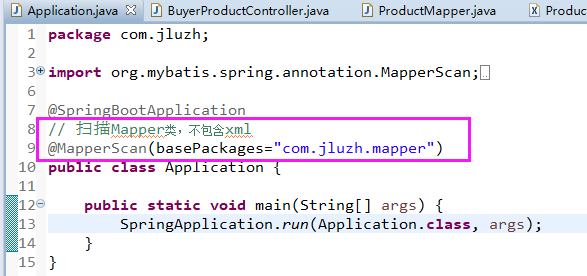 Application.java BuyerProductController.java ProductMapper.java Produc
1 package com.jluzh;
2
3 import org.mybatis.spring.annotation.MapperScan;
6
7 @SpringBootApplication
8 // 扫描Mapper类，不包含xml
9 @MapperScan(basePackages="com.jluzh.mapper")
10 public class Application {
11
12 public static void main(String[] args) {
13 SpringApplication.run(Application.class, args);
14 }
15 }